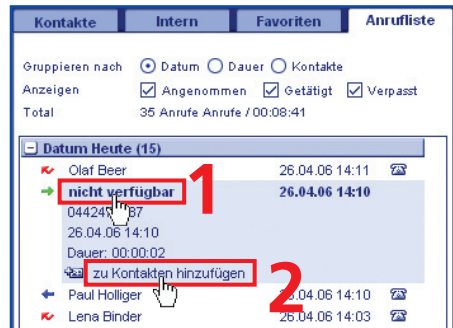 Kontakte Intern Favoriten Anrufliste
Gruppieren nach Datum Dauer Kontakte
Anzeigen Angenommen Getätigt Verpasst
Total 35 Anrufe Anrufe / 00:08:41
Datum Heute (15)
Olaf Beer 26.04.06 14:11
nicht verfügbar 26.04.06 14:10
1
26.04.06 14:10
Dauer: 00:00:02
zu Kontakten hinzufügen
2
Paul Holliger 26.04.06 14:10
Lena Binder 26.04.06 14:03